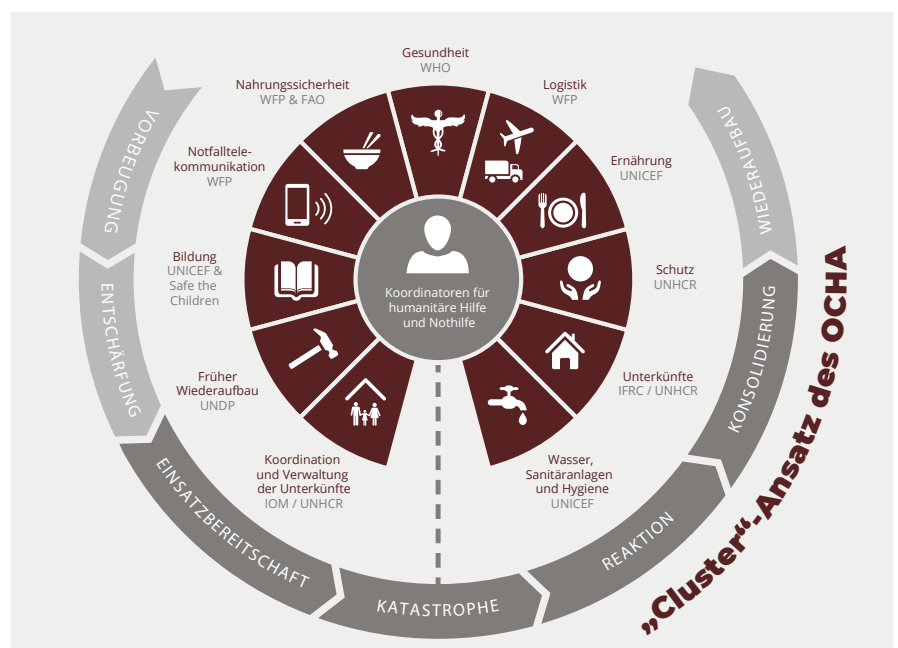 Gesundheit
WHO
Logistik
WFP
Ernährung
UNICEF
Schutz
UNHCR
Unterkünfte
IFRC / UNHCR
Wasser,
Sanitäranlagen
und Hygiene
UNICEF
Koordination
und Verwaltung
der Unterkünfte
IOM / UNHCR
Früher
Wiederaufbau
UNDP
Bildung
UNICEF &
Safe the
Children
Notfalltele-
kommunikation
WFP
Nahrungssicherheit
WFP & FAO
Koordinatoren für
humanitäre Hilfe
und Nothilfe
VORBEUGUNG
ENTSCHÄRFUNG
EINSATZBEREITSCHAFT
KATASTROPHE
REAKTION
KONSOLIDIERUNG
WIEDERAUFBAU
„Cluster“-Ansatz des OCHA